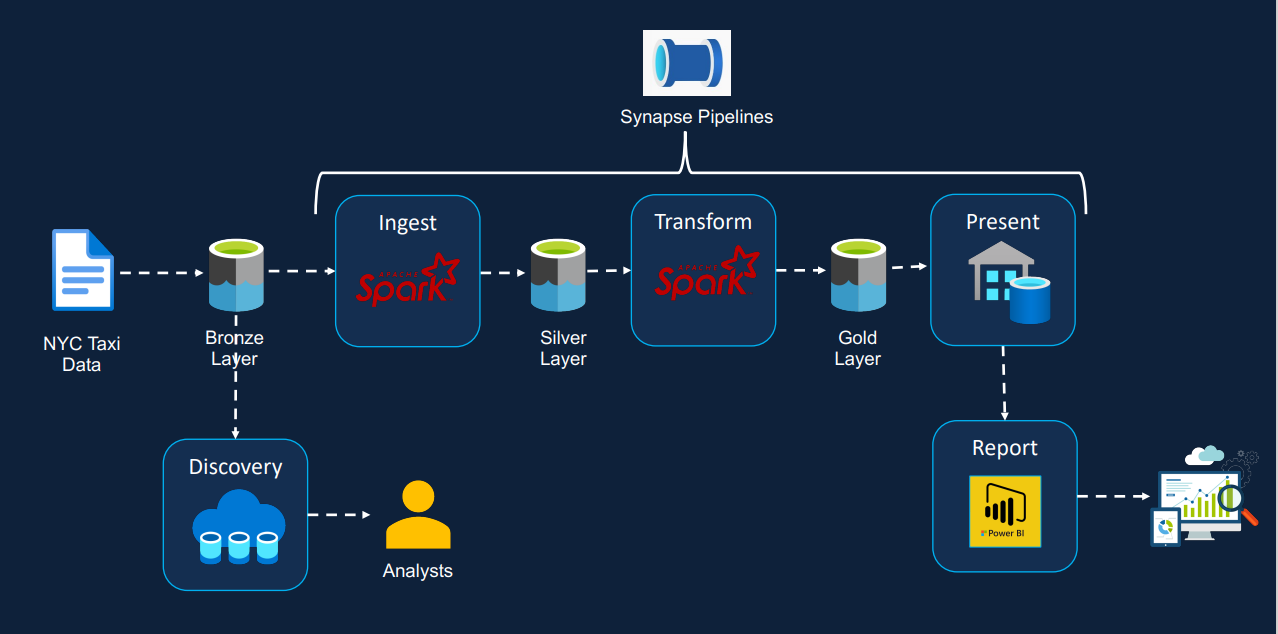 Synapse Pipelines
Ingest
APACHE
Spark
Transform
APACHE
Spark
Present
NYC Taxi
Data
Bronze
Layer
Silver
Layer
Gold
Layer
Discovery
Analysts
Report
Power BI